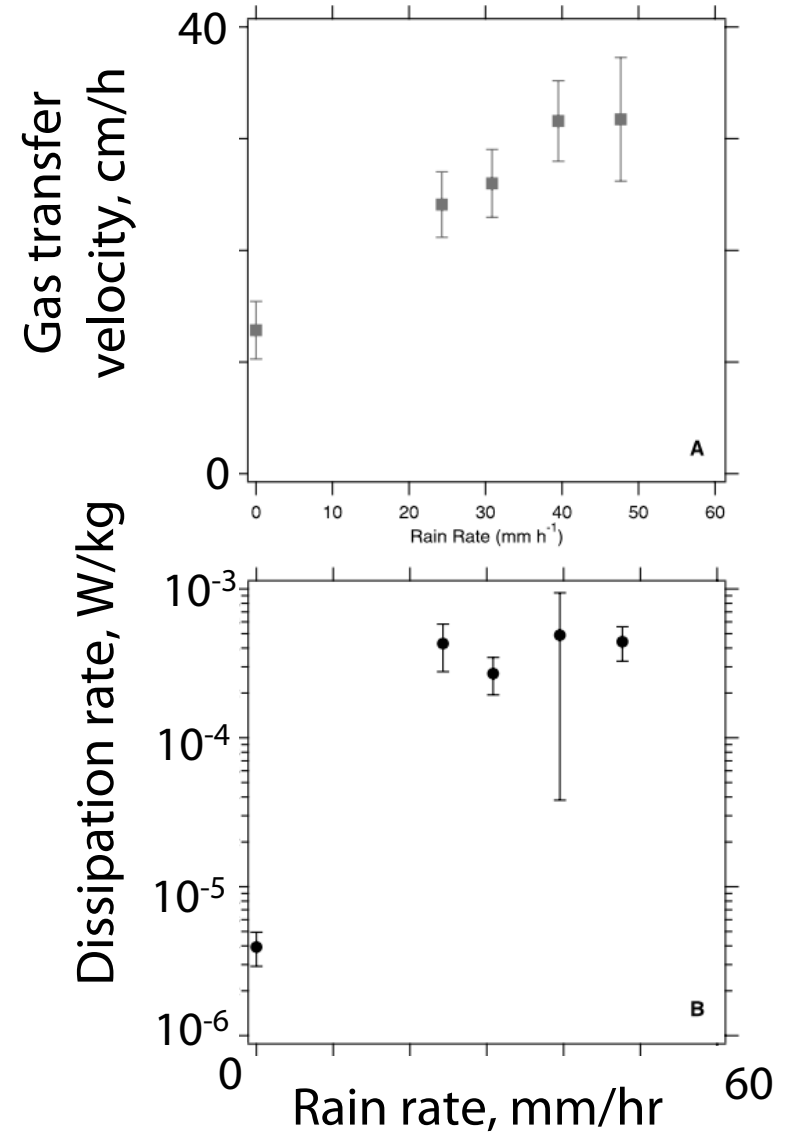 40
Gas transfer
velocity, cm/h
0
A
0 10 20 30 40 50 60
Rain Rate (mm h⁻¹)
Dissipation rate, W/kg
10⁻³
10⁻⁴
10⁻⁵
10⁻⁶
B
0 60
Rain rate, mm/hr